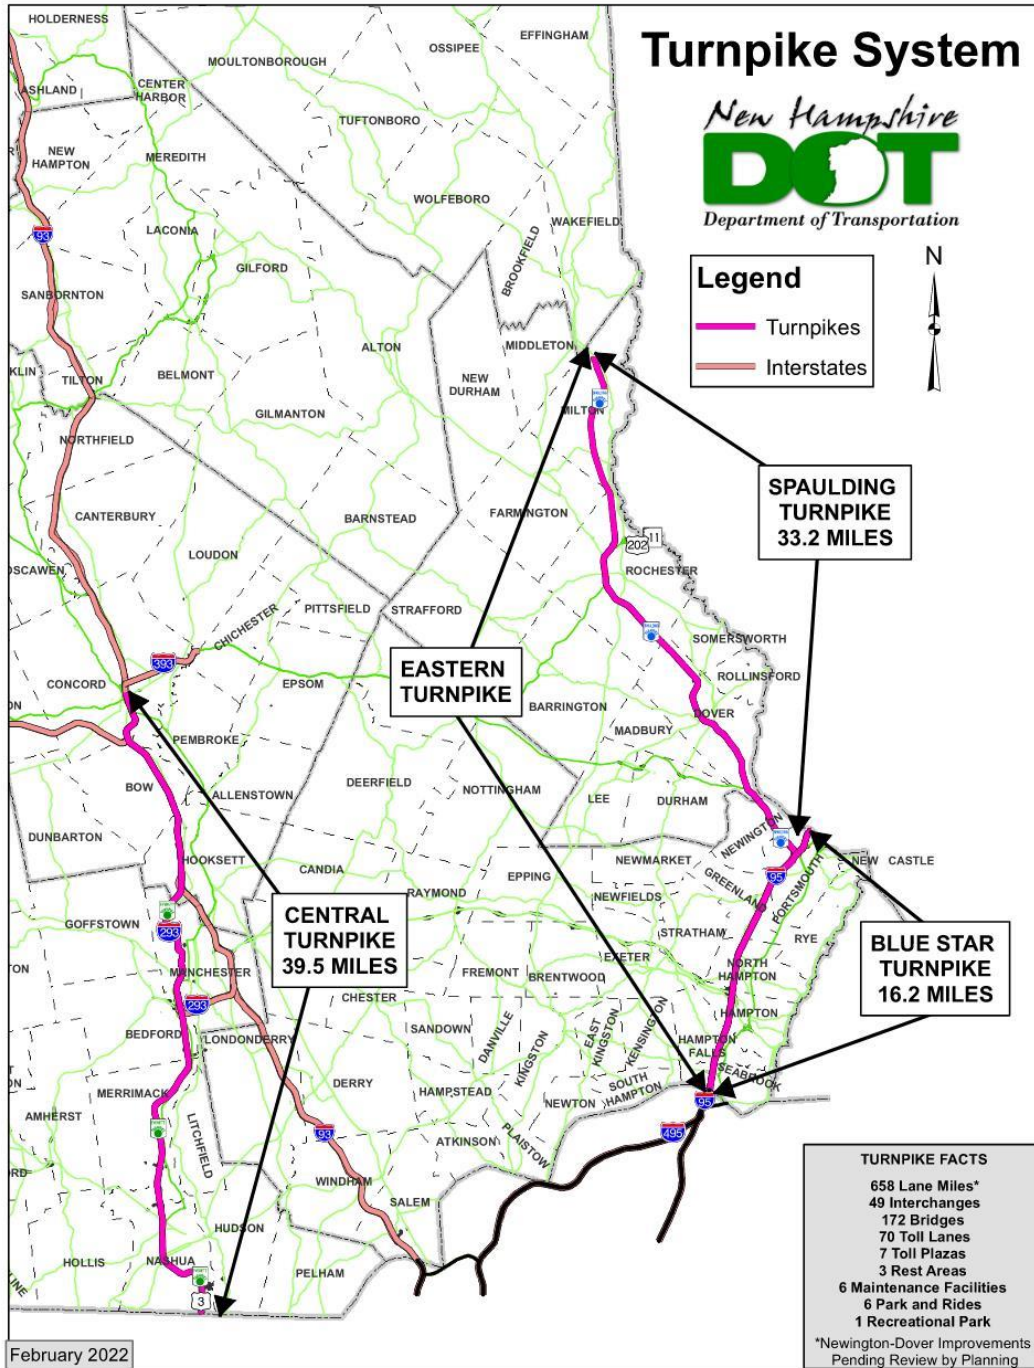 Turnpike System
New Hampshire
DOT
Department of Transportation
N
Legend
Turnpikes
Interstates
HOLDERNESS
EFFINGHAM
OSSIPEE
MOULTONBOROUGH
ASHLAND
CENTER
HARBOR
TUFTONBORO
NEW
HAMPTON
MEREDITH
WOLFEBORO
WAKEFIELD
BROOKFIELD
93
LACONIA
GILFORD
SANBORNTON
ALTON
MIDDLETON
NEW
DURHAM
KLIN
TILTON
BELMONT
GILMANTON
MILTON
NORTHFIELD
SPAULDING
TURNPIKE
33.2 MILES
CANTERBURY
BARNSTEAD
FARMINGTON
11
202
LOUDON
OSCAWEN
ROCHESTER
PITTSFIELD
STRAFFORD
CHICHESTER
SOMERSWORTH
393
EASTERN
TURNPIKE
ROLLINSFORD
CONCORD
EPSOM
ON
BARRINGTON
DOVER
MADBURY
PEMBROKE
BOW
DEERFIELD
NOTTINGHAM
ALLENSTOWN
LEE
DURHAM
DUNBARTON
NEWINGTON
HOOKSETT
CANDIA
NEWMARKET
NEW CASTLE
EPPING
95
GREENLAND
PORTSMOUTH
RAYMOND
NEWFIELDS
CENTRAL
TURNPIKE
39.5 MILES
GOFFSTOWN
293
STRATHAM
RYE
BLUE STAR
TURNPIKE
16.2 MILES
EXETER
NORTH
HAMPTON
TON
MANCHESTER
FREMONT
BRENTWOOD
293
CHESTER
HAMPTON
BEDFORD
LONDONDERRY
SANDOWN
DANVILLE
KINGSTON
EAST
KINGSTON
KENSINGTON
HAMPTON
FALLS
SEABROOK
ON
DERRY
HAMPSTEAD
SOUTH
HAMPTON
MERRIMACK
NEWTON
95
AMHERST
LITCHFIELD
93
495
ATKINSON
PLAISTOW
RD
WINDHAM
SALEM
HUDSON
HOLLIS
NASHUA
PELHAM
LINE
3
TURNPIKE FACTS
658 Lane Miles*
49 Interchanges
172 Bridges
70 Toll Lanes
7 Toll Plazas
3 Rest Areas
6 Maintenance Facilities
6 Park and Rides
1 Recreational Park
*Newington-Dover Improvements
Pending Review by Planning
February 2022